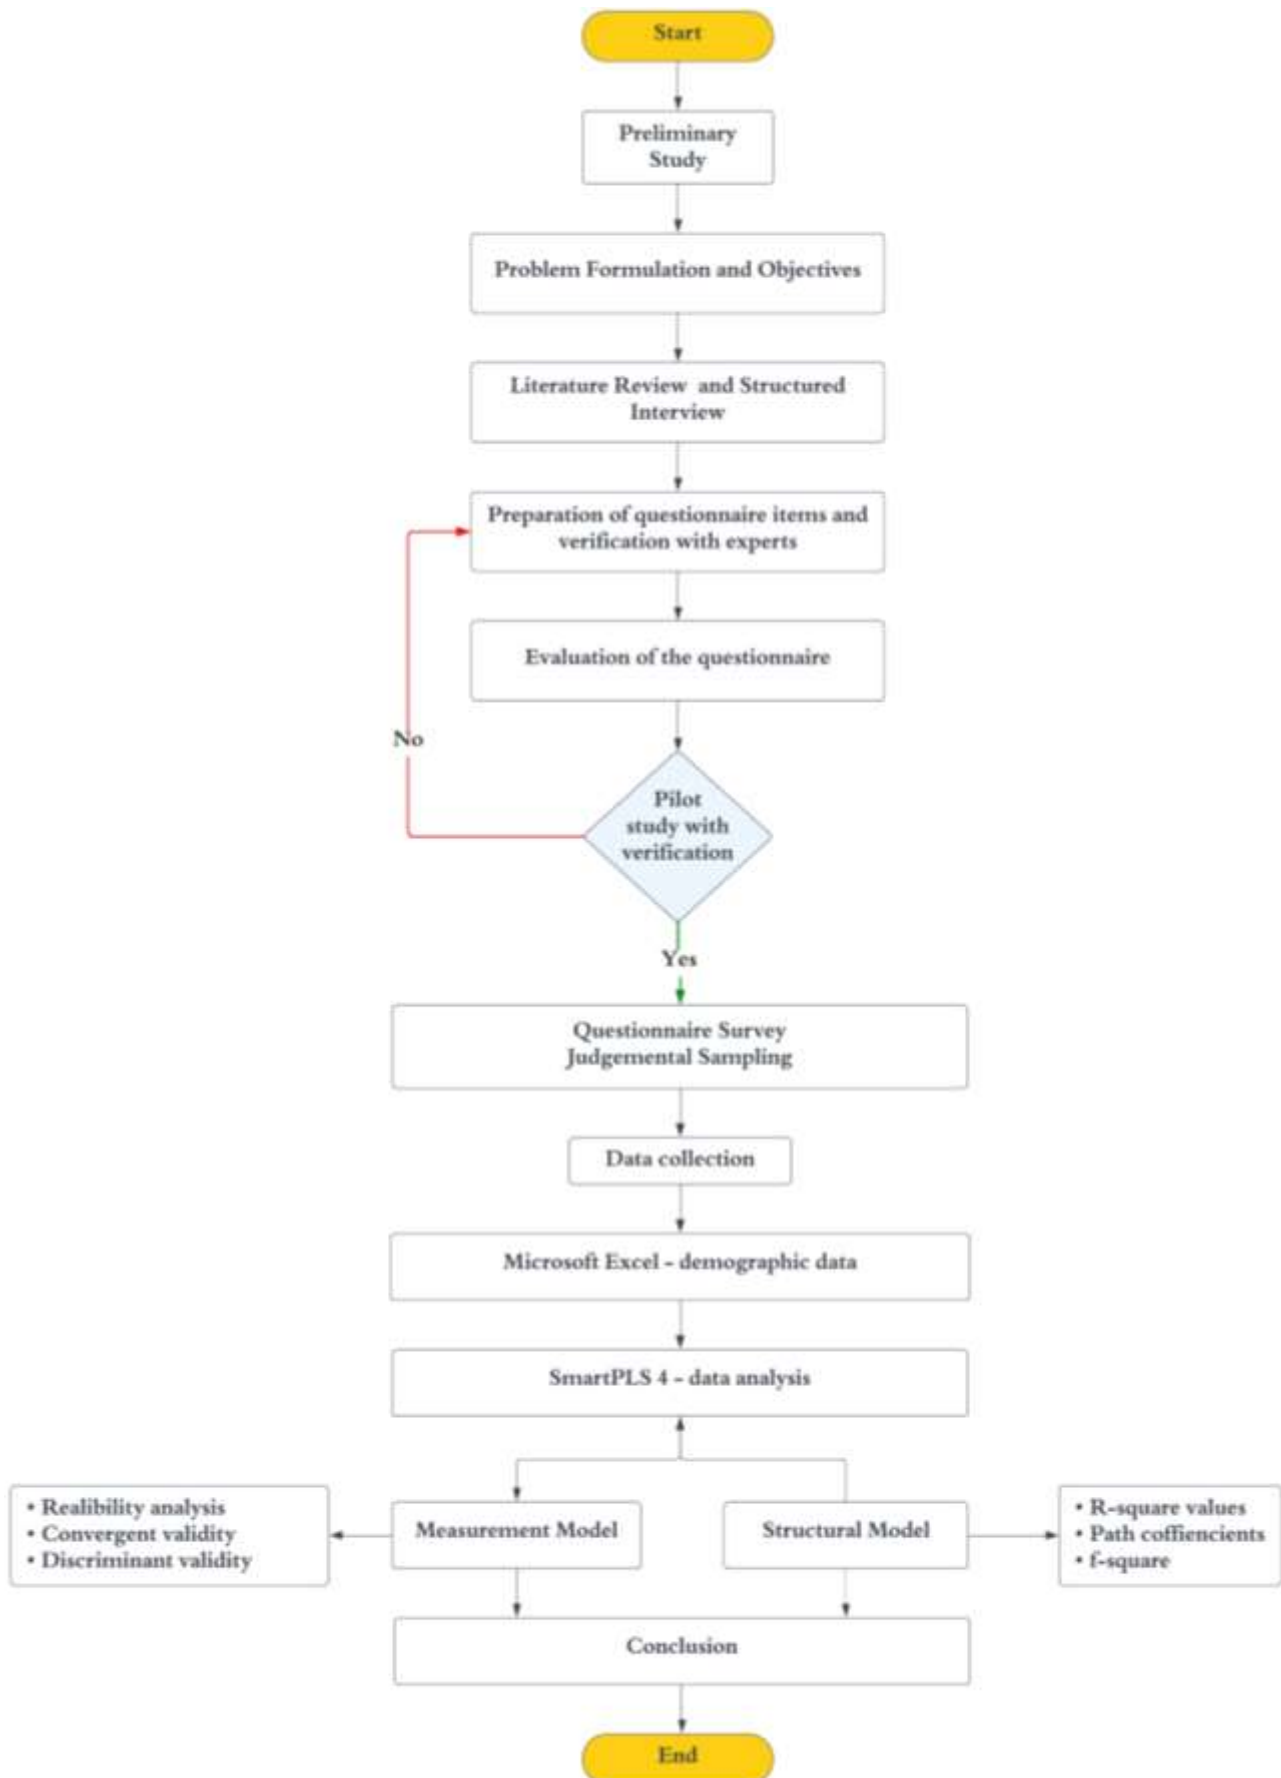 Start
Preliminary
Study
Problem Formulation and Objectives
Literature Review and Structured
Interview
Preparation of questionnaire items and
verification with experts
Evaluation of the questionnaire
No
Pilot
study with
verification
Yes
Questionnaire Survey
Judgemental Sampling
Data collection
Microsoft Excel - demographic data
SmartPLS 4 - data analysis
• Realibility analysis
• Convergent validity
• Discriminant validity
Measurement Model
Structural Model
• R-square values
• Path coffiencients
• f-square
Conclusion
End